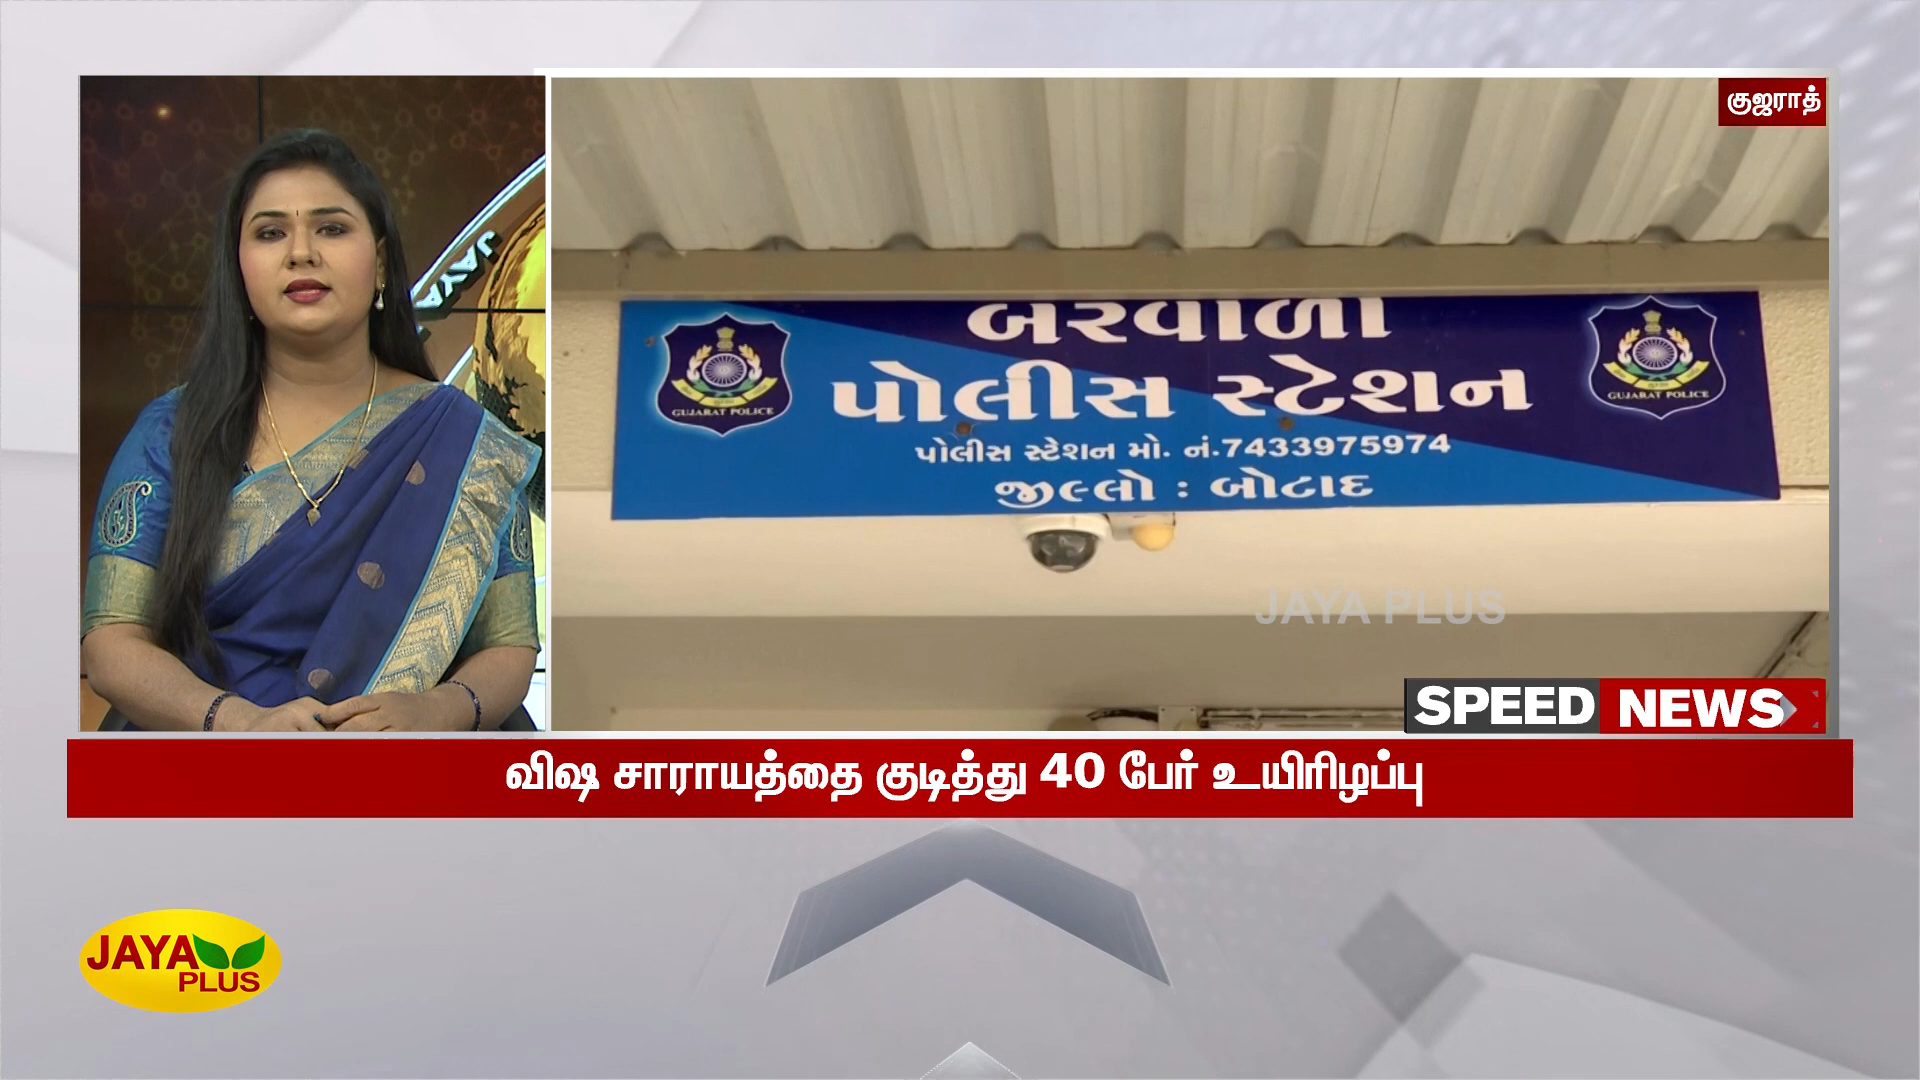 குஜராத்
JAYA
બરવાળા
પોલીસ સ્ટેશન
પોલીસ સ્ટેશન મો. નં.7433975974
જીલ્લો : બોટાદ
GUJARAT POLICE
GUJARAT POLICE
JAYA PLUS
SPEED NEWS
விஷ சாராயத்தை குடித்து 40 பேர் உயிரிழப்பு
JAYA
PLUS